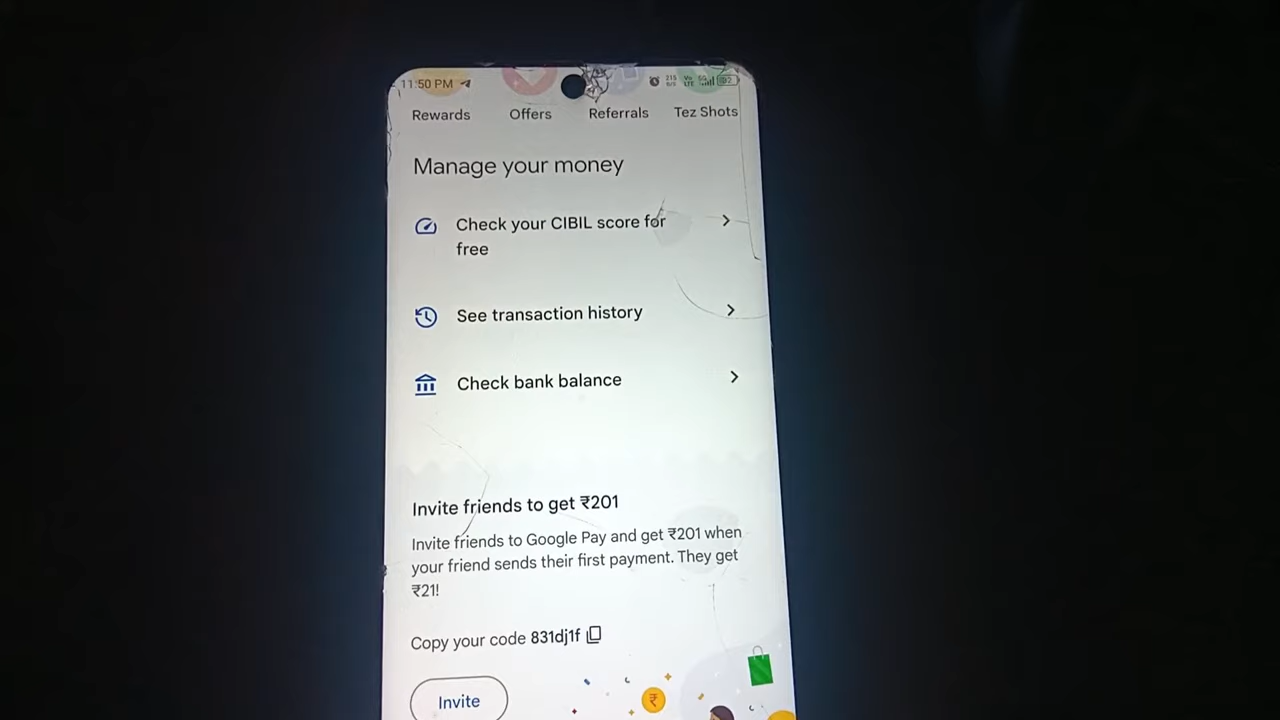 11:50 PM
Rewards Offers Referrals Tez Shots
Manage your money
Check your CIBIL score for
free
See transaction history
Check bank balance
Invite friends to get ₹201
Invite friends to Google Pay and get ₹201 when
your friend sends their first payment. They get
₹21!
Copy your code 831dj1f
Invite